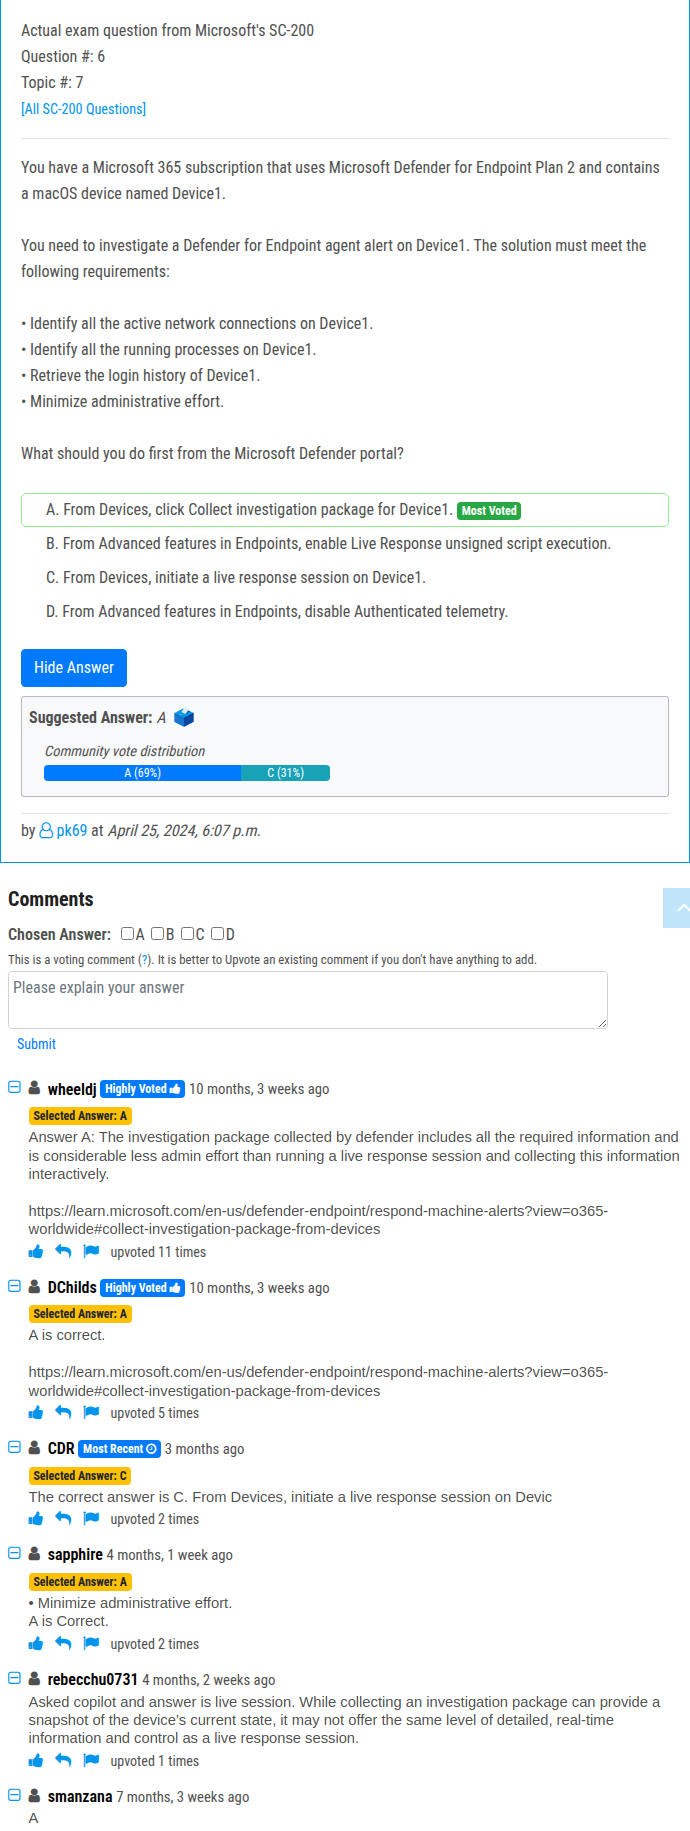 Actual exam question from Microsoft's SC-200
Question #: 6
Topic #: 7
[All SC-200 Questions]
You have a Microsoft 365 subscription that uses Microsoft Defender for Endpoint Plan 2 and contains
a macOS device named Device1.
You need to investigate a Defender for Endpoint agent alert on Device1. The solution must meet the
following requirements:
• Identify all the active network connections on Device1.
• Identify all the running processes on Device1.
• Retrieve the login history of Device1.
• Minimize administrative effort.
What should you do first from the Microsoft Defender portal?
A. From Devices, click Collect investigation package for Device1. Most Voted
B. From Advanced features in Endpoints, enable Live Response unsigned script execution.
C. From Devices, initiate a live response session on Device1.
D. From Advanced features in Endpoints, disable Authenticated telemetry.
Hide Answer
Suggested Answer: A
Community vote distribution
A (69%) C (31%)
by pk69 at April 25, 2024, 6:07 p.m.
Comments
Chosen Answer: A B C D
This is a voting comment (?). It is better to Upvote an existing comment if you don't have anything to add.
Please explain your answer
Submit
wheeldj Highly Voted 10 months, 3 weeks ago
Selected Answer: A
Answer A: The investigation package collected by defender includes all the required information and
is considerable less admin effort than running a live response session and collecting this information
interactively.
https://learn.microsoft.com/en-us/defender-endpoint/respond-machine-alerts?view=o365-
worldwide#collect-investigation-package-from-devices
upvoted 11 times
DChilds Highly Voted 10 months, 3 weeks ago
Selected Answer: A
A is correct.
https://learn.microsoft.com/en-us/defender-endpoint/respond-machine-alerts?view=o365-
worldwide#collect-investigation-package-from-devices
upvoted 5 times
CDR Most Recent 3 months ago
Selected Answer: C
The correct answer is C. From Devices, initiate a live response session on Devic
upvoted 2 times
sapphire 4 months, 1 week ago
Selected Answer: A
• Minimize administrative effort.
A is Correct.
upvoted 2 times
rebecchu0731 4 months, 2 weeks ago
Asked copilot and answer is live session. While collecting an investigation package can provide a
snapshot of the device's current state, it may not offer the same level of detailed, real-time
information and control as a live response session.
upvoted 1 times
smanzana 7 months, 3 weeks ago
A